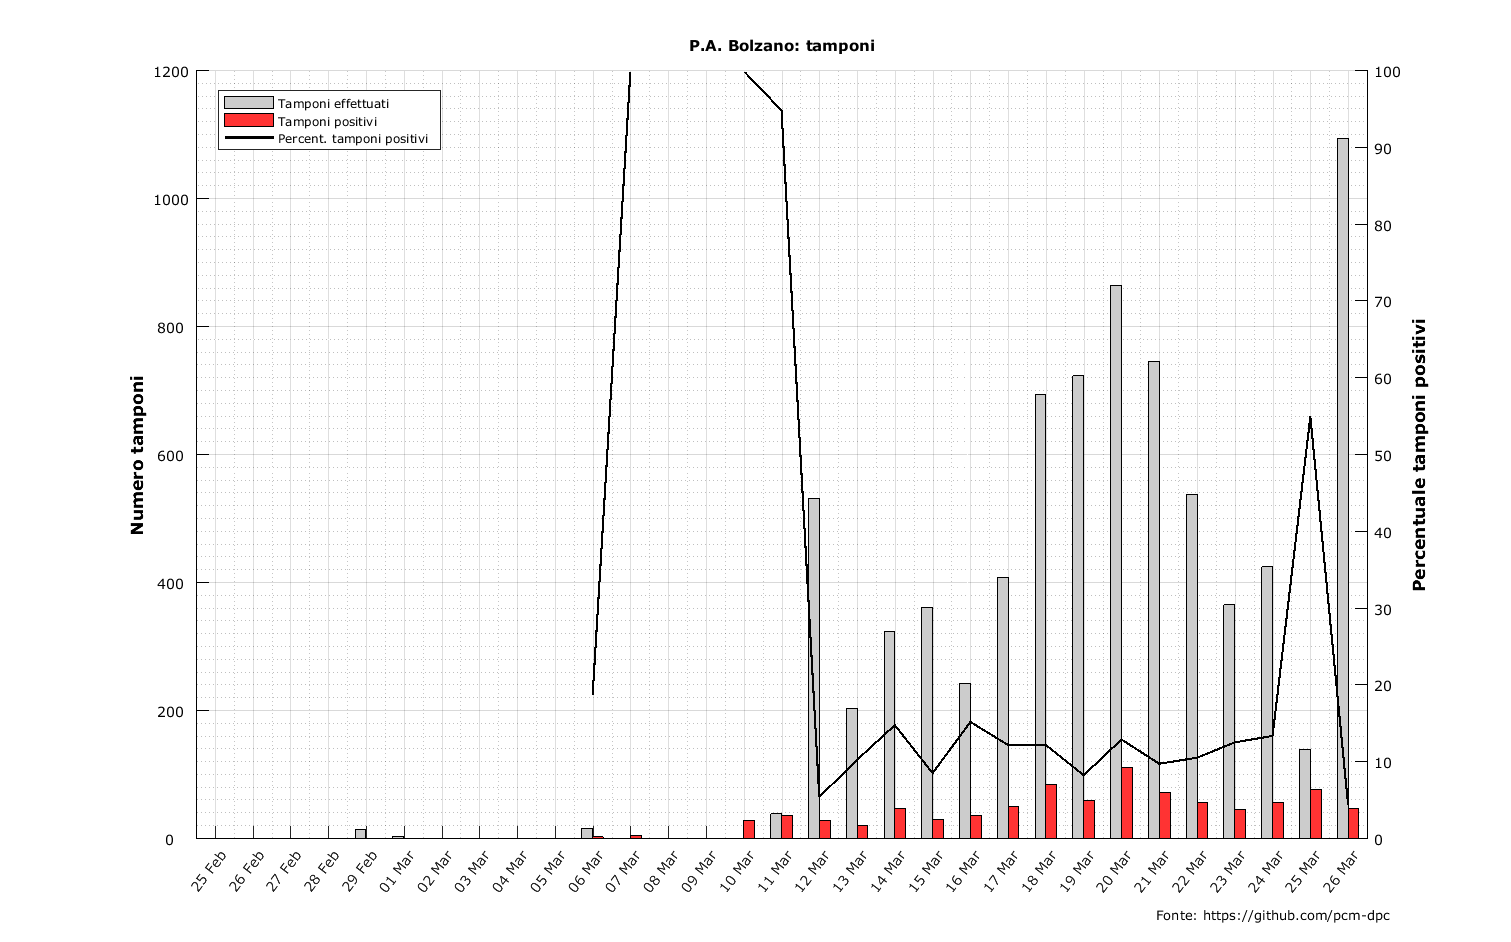 P.A. Bolzano: tamponi
Tamponi effettuati
Tamponi positivi
Percent. tamponi positivi
Numero tamponi
1200
1000
800
600
400
200
0
100
90
80
70
60
50
40
30
20
10
0
Percentuale tamponi positivi
25 Feb
26 Feb
27 Feb
28 Feb
29 Feb
01 Mar
02 Mar
03 Mar
04 Mar
05 Mar
06 Mar
07 Mar
08 Mar
09 Mar
10 Mar
11 Mar
12 Mar
13 Mar
14 Mar
15 Mar
16 Mar
17 Mar
18 Mar
19 Mar
20 Mar
21 Mar
22 Mar
23 Mar
24 Mar
25 Mar
26 Mar
Fonte: https://github.com/pcm-dpc